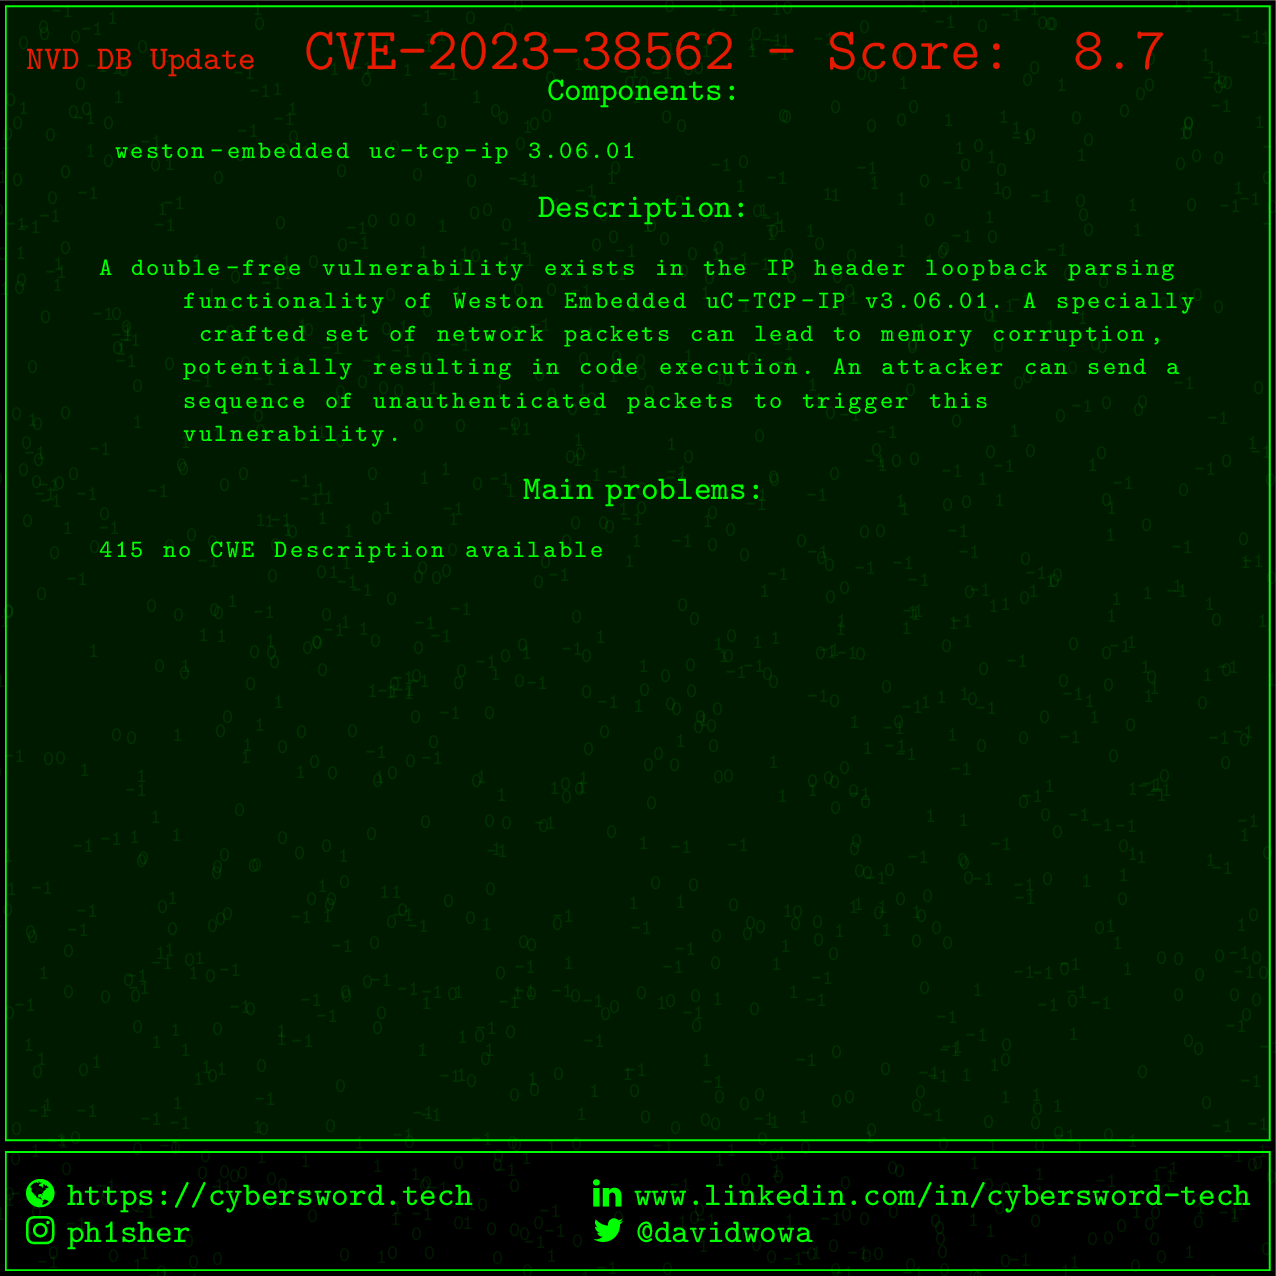 NVD DB Update CVE-2023-38562 - Score: 8.7
Components:
weston-embedded uc-tcp-ip 3.06.01
Description:
A double-free vulnerability exists in the IP header loopback parsing
functionality of Weston Embedded uC-TCP-IP v3.06.01. A specially
crafted set of network packets can lead to memory corruption,
potentially resulting in code execution. An attacker can send a
sequence of unauthenticated packets to trigger this
vulnerability.
Main problems:
415 no CWE Description available
https://cybersword.tech www.linkedin.com/in/cybersword-tech
ph1sher @davidwowa